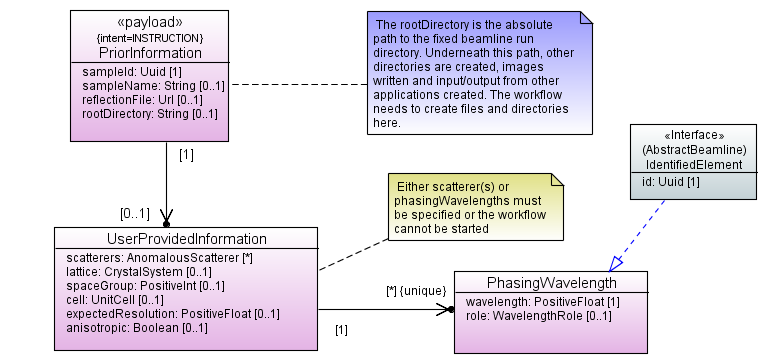 «payload»
{intent=INSTRUCTION}
PriorInformation
sampleId: Uuid [1]
sampleName: String [0..1]
reflectionFile: Url [0..1]
rootDirectory: String [0..1]
The rootDirectory is the absolute
path to the fixed beamline run
directory. Underneath this path, other
directories are created, images
written and input/output from other
applications created. The workflow
needs to create files and directories
here.
«Interface»
(AbstractBeamline)
IdentifiedElement
id: Uuid [1]
[1]
[0..1]
Either scatterer(s) or
phasingWavelengths must
be specified or the workflow
cannot be started
UserProvidedInformation
scatterers: AnomalousScatterer [*]
lattice: CrystalSystem [0..1]
spaceGroup: PositiveInt [0..1]
cell: UnitCell [0..1]
expectedResolution: PositiveFloat [0..1]
anisotropic: Boolean [0..1]
[*] {unique}
[1]
PhasingWavelength
wavelength: PositiveFloat [1]
role: WavelengthRole [0..1]